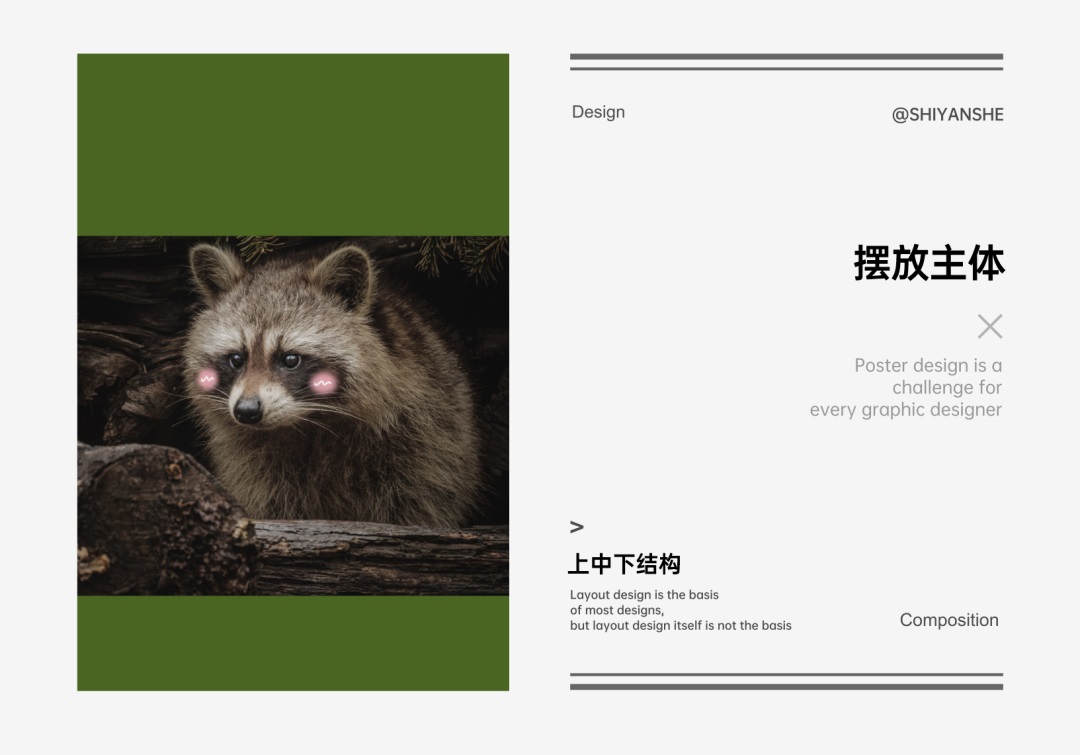 Design
@SHIYANSHE
摆放主体
Poster design is a
challenge for
every graphic designer
>
上中下结构
Layout design is the basis
of most designs,
but layout design itself is not the basis
Composition